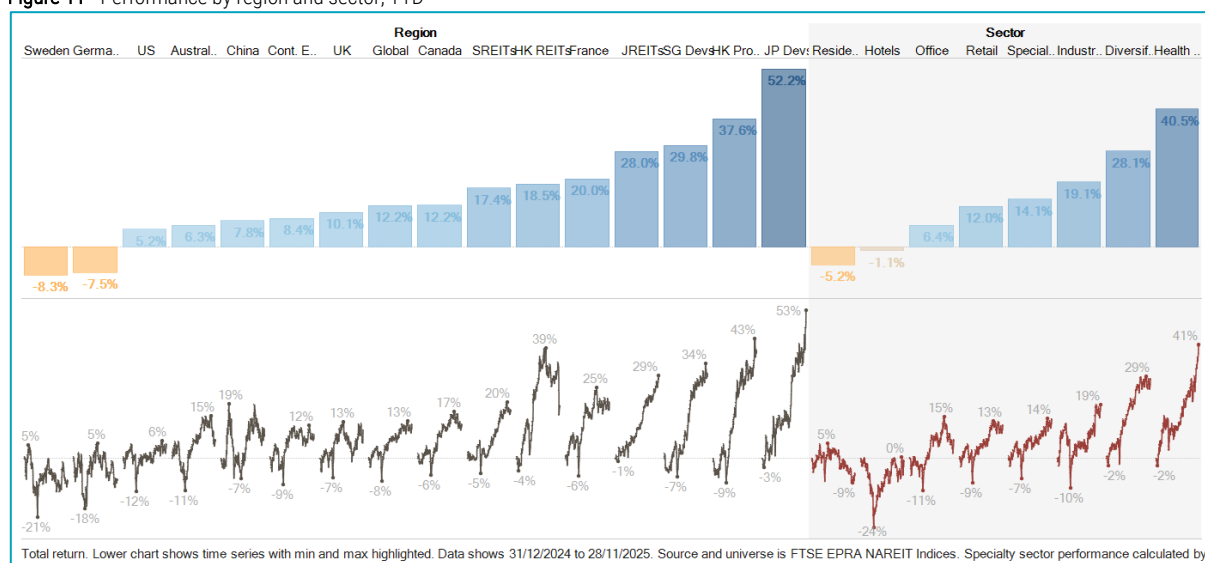 Figure 11 Performance by region and sector, YTD
Region
Sector
Sweden Germa.. US Austral.. China Cont. E.. UK Global Canada SREITs HK REITs France JREITs SG Devs HK Pro.. JP Devs Reside.. Hotels Office Retail Special.. Industr.. Diversif.. Health ..
-8.3% -7.5% 5.2% 6.3% 7.8% 8.4% 10.1% 12.2% 12.2% 17.4% 18.5% 20.0% 28.0% 29.8% 37.6% 52.2% -5.2% -1.1% 6.4% 12.0% 14.1% 19.1% 28.1% 40.5%
5% 5% 6% 15% 19% 12% 13% 13% 17% 20% 39% 25% 29% 34% 43% 53% 5% 0% 15% 13% 14% 19% 29% 41%
-21% -18% -12% -11% -7% -9% -7% -8% -6% -5% -4% -6% -1% -7% -9% -3% -9% -24% -11% -9% -7% -10% -2% -2%
Total return. Lower chart shows time series with min and max highlighted. Data shows 31/12/2024 to 28/11/2025. Source and universe is FTSE EPRA NAREIT Indices. Specialty sector performance calculated by